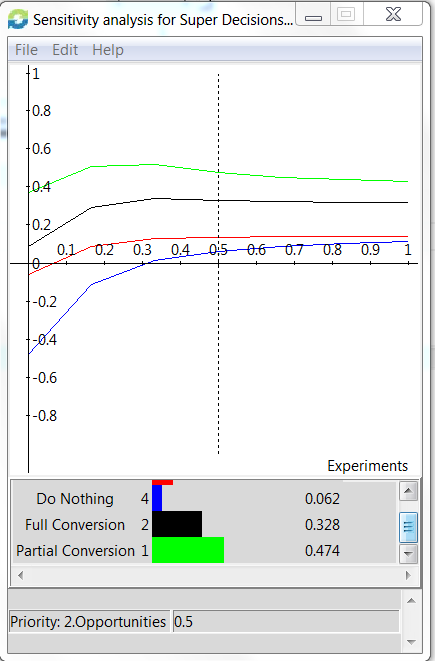 Sensitivity analysis for Super Decisions...
File Edit Help
1
0.8
0.6
0.4
0.2
0.1 0.2 0.3 0.4 0.5 0.6 0.7 0.8 0.9 1
0
-0.2
-0.4
-0.6
-0.8
Experiments
Do Nothing 4 0.062
Full Conversion 2 0.328
Partial Conversion 1 0.474
Priority: 2.Opportunities 0.5